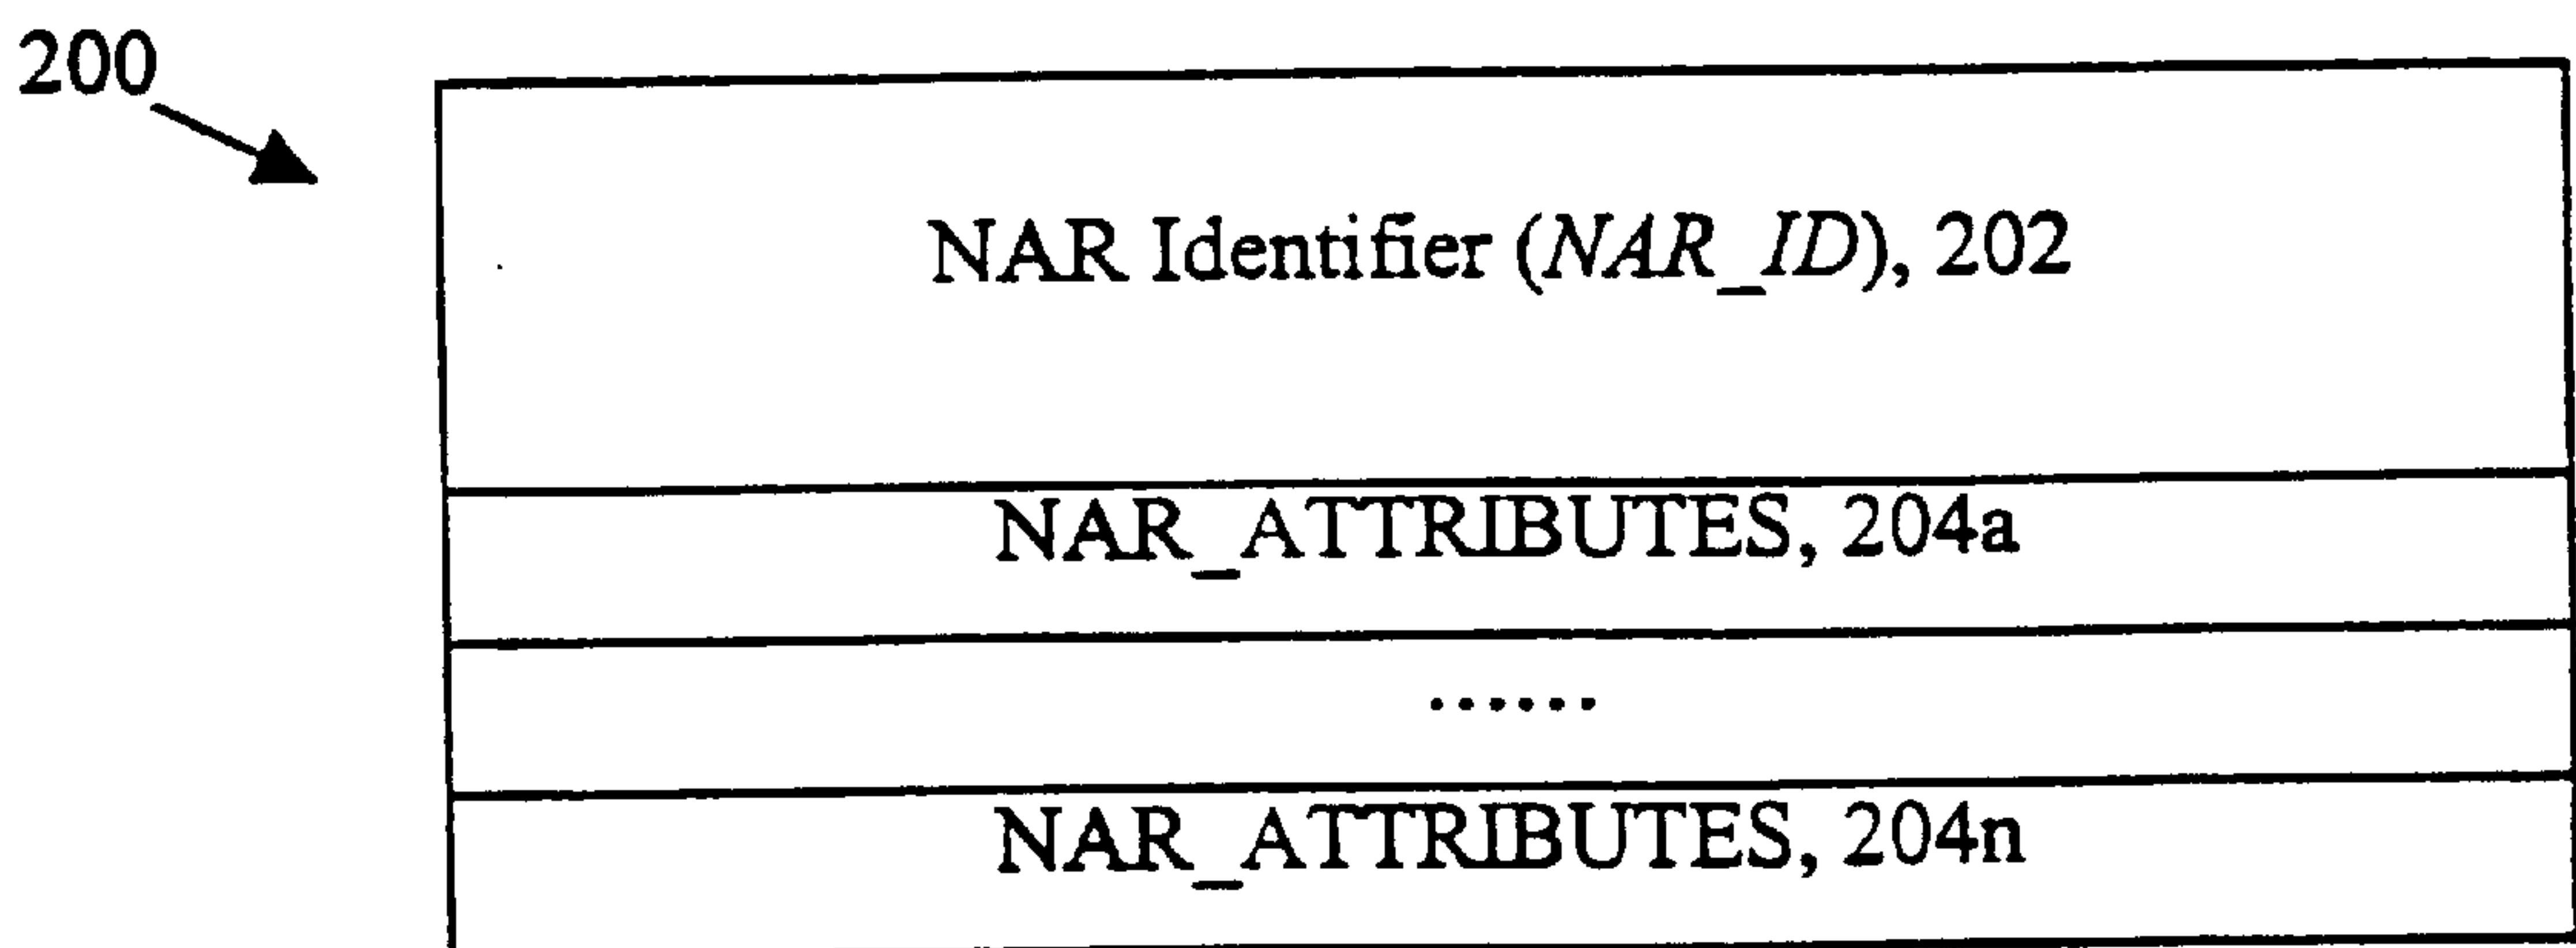 200
NAR Identifier (NAR_ID), 202
NAR_ATTRIBUTES, 204a
......
NAR_ATTRIBUTES, 204n